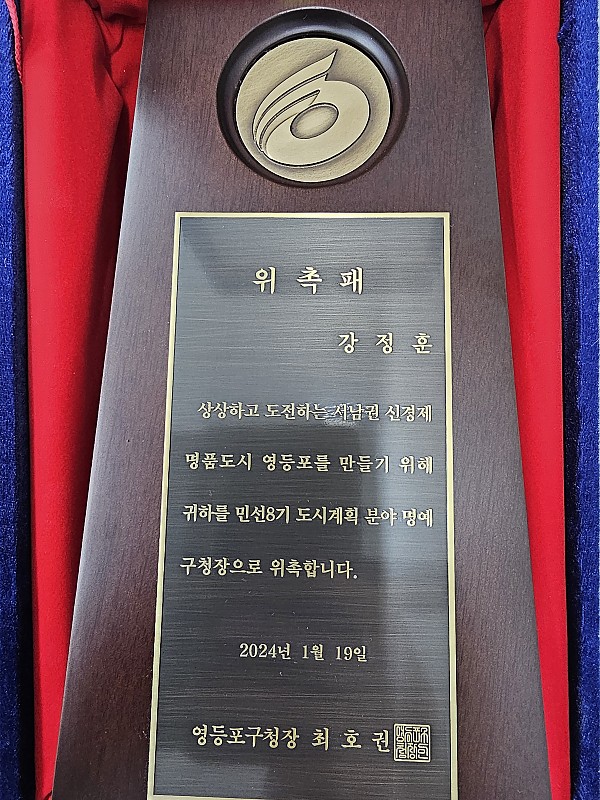 위촉패
강정훈
상상하고 도전하는 서남권 신경제
명품도시 영등포를 만들기 위해
귀하를 민선8기 도시계획 분야 명예
구청장으로 위촉합니다.
2024년 1월 19일
영등포구청장 최호권